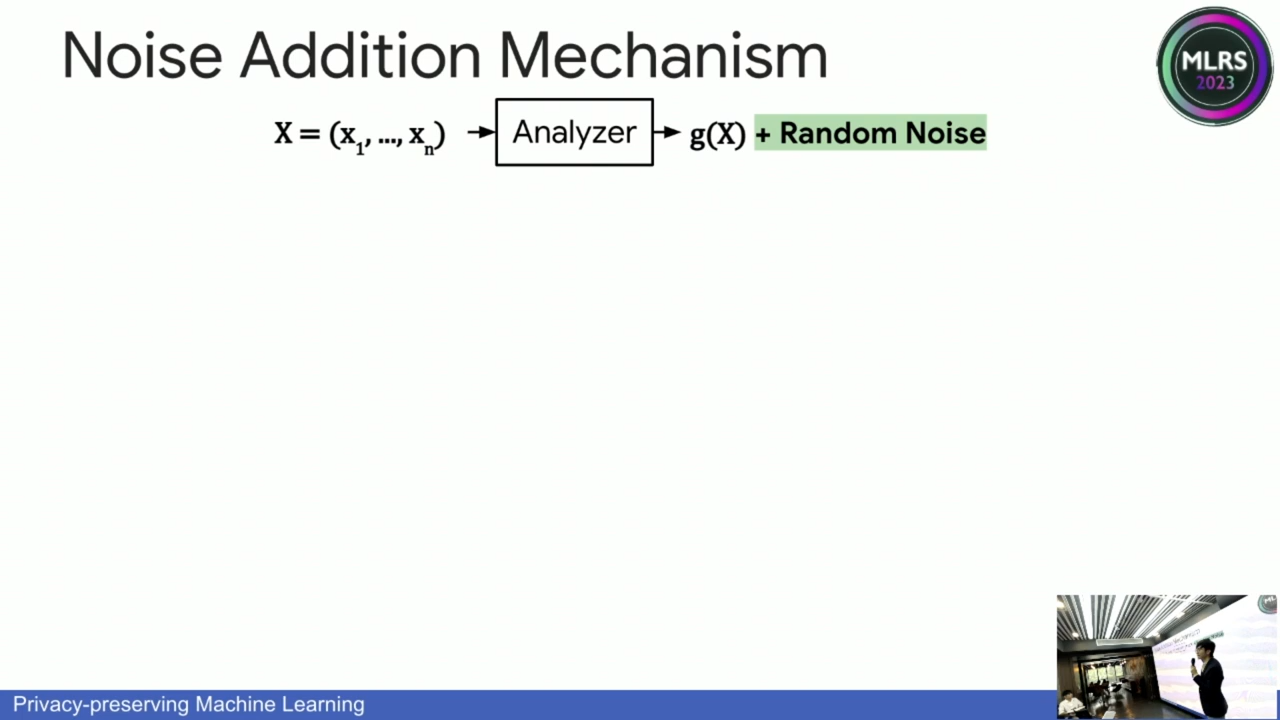 Noise Addition Mechanism
MLRS
2023
X = (x1, ..., xn) Analyzer g(X) + Random Noise
Privacy-preserving Machine Learning